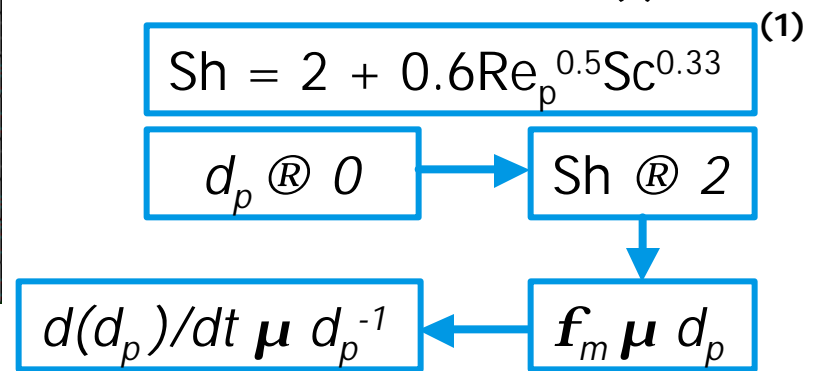 (1)
Sh = 2 + 0.6Reₚ⁰·⁵Sc⁰·³³
dₚ ® 0
Sh ® 2
d(dₚ)/dt μ dₚ⁻¹
fₘ μ dₚ